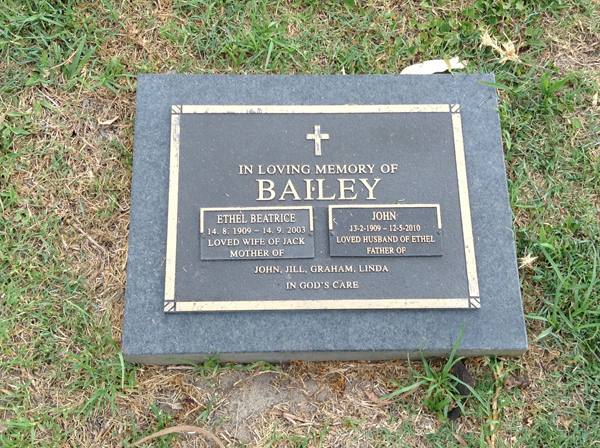 IN LOVING MEMORY OF
BAILEY
ETHEL BEATRICE
14. 8. 1909 - 14. 9. 2003
LOVED WIFE OF JACK
MOTHER OF
JOHN
13-2-1909 - 12-5-2010
LOVED HUSBAND OF ETHEL
FATHER OF
JOHN, JILL, GRAHAM, LINDA
IN GOD'S CARE